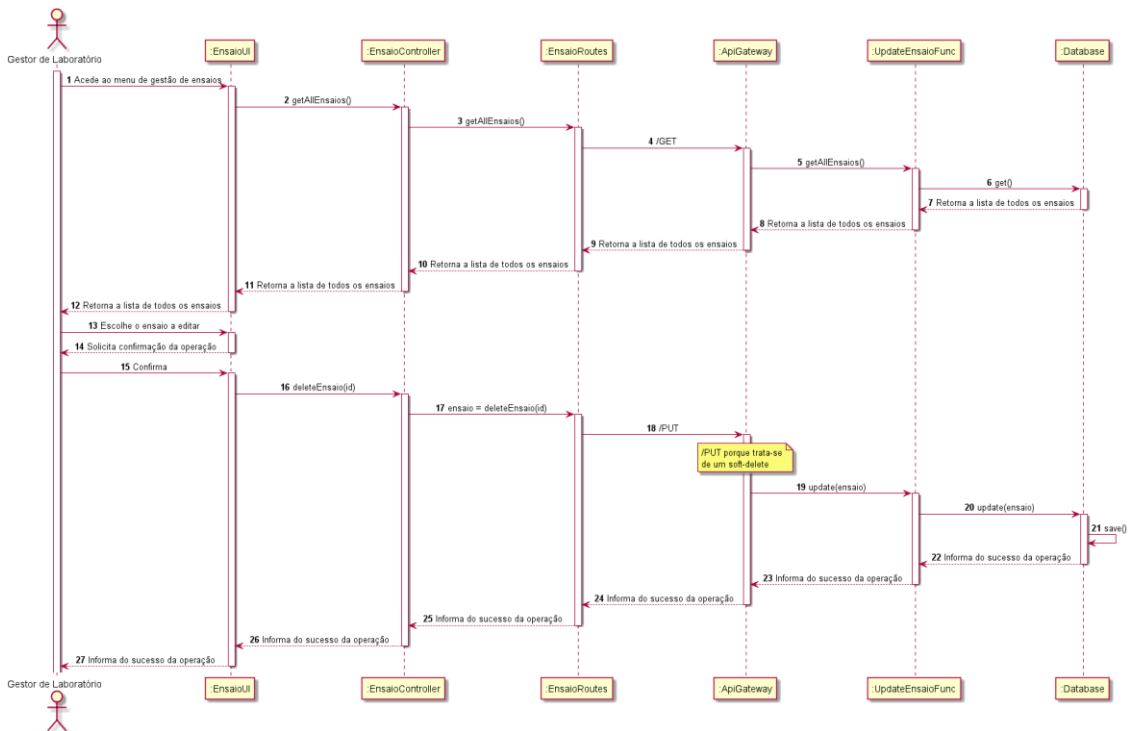 Gestor de Laboratório
:EnsaioUI
:EnsaioController
:EnsaioRoutes
:ApiGateway
:UpdateEnsaioFunc
:Database
1 Acede ao menu de gestão de ensaios
2 getAllEnsaios()
3 getAllEnsaios()
4 /GET
5 getAllEnsaios()
6 get()
7 Retorna a lista de todos os ensaios
8 Retorna a lista de todos os ensaios
9 Retorna a lista de todos os ensaios
10 Retorna a lista de todos os ensaios
11 Retorna a lista de todos os ensaios
12 Retorna a lista de todos os ensaios
13 Escolhe o ensaio a editar
14 Solicita confirmação da operação
15 Confirma
16 deleteEnsaio(id)
17 ensaio = deleteEnsaio(id)
18 /PUT
/PUT porque trata-se
de um soft-delete
19 update(ensaio)
20 update(ensaio)
21 save()
22 Informa do sucesso da operação
23 Informa do sucesso da operação
24 Informa do sucesso da operação
25 Informa do sucesso da operação
26 Informa do sucesso da operação
27 Informa do sucesso da operação
Gestor de Laboratório
:EnsaioUI
:EnsaioController
:EnsaioRoutes
:ApiGateway
:UpdateEnsaioFunc
:Database